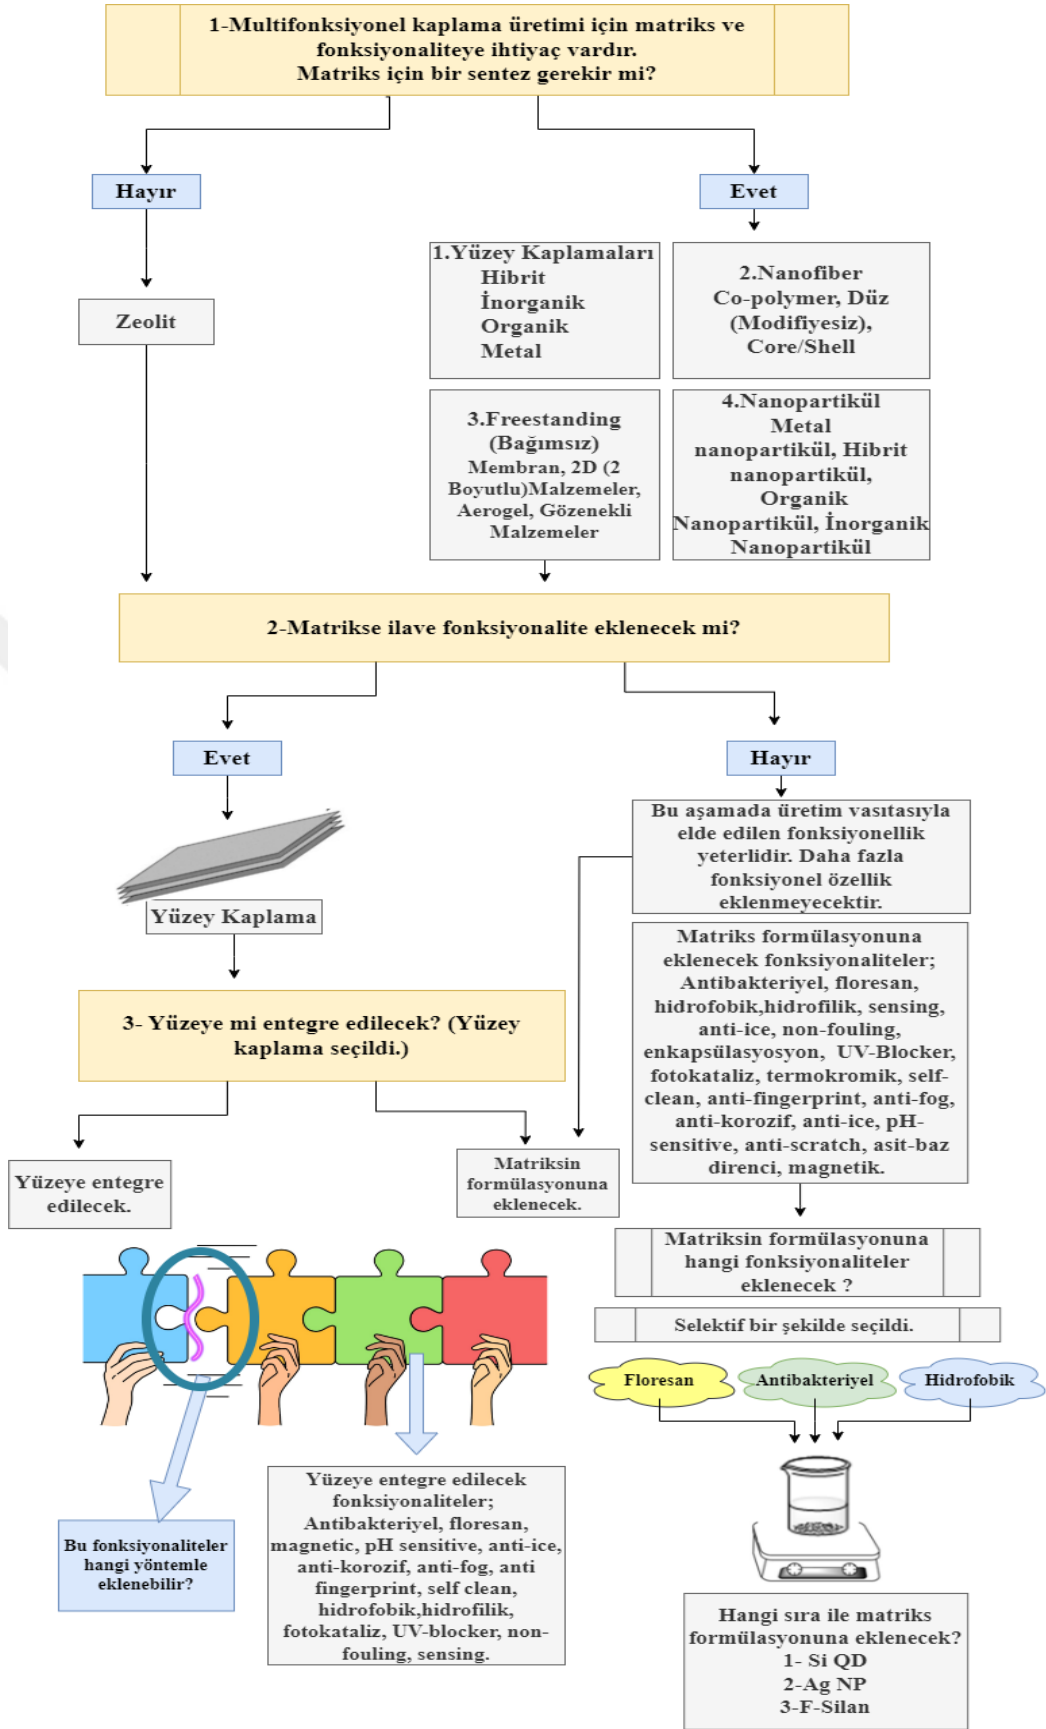 1-Multifonksiyonel kaplama üretimi için matriks ve
fonksiyonaliteye ihtiyaç vardır.
Matriks için bir sentez gerekir mi?
Hayır
Evet
Zeolit
1.Yüzey Kaplamaları
Hibrit
İnorganik
Organik
Metal
2.Nanofiber
Co-polymer, Düz
(Modifiyesiz),
Core/Shell
3.Freestanding
(Bağımsız)
Membran, 2D (2
Boyutlu)Malzemeler,
Aerogel, Gözenekli
Malzemeler
4.Nanopartikül
Metal
nanopartikül, Hibrit
nanopartikül,
Organik
Nanopartikül, İnorganik
Nanopartikül
2-Matrikse ilave fonksiyonalite eklenecek mi?
Evet
Hayır
Yüzey Kaplama
Bu aşamada üretim vasıtasıyla
elde edilen fonksiyonellik
yeterlidir. Daha fazla
fonksiyonel özellik
eklenmeyecektir.
Matriks formülasyonuna
eklenecek fonksiyonaliteler;
Antibakteriyel, floresan,
hidrofobik,hidrofilik, sensing,
anti-ice, non-fouling,
enkapsülasyosyon, UV-Blocker,
fotokataliz, termokromik, self-
clean, anti-fingerprint, anti-fog,
anti-korozif, anti-ice, pH-
sensitive, anti-scratch, asit-baz
direnci, magnetik.
3- Yüzeye mi entegre edilecek? (Yüzey
kaplama seçildi.)
Yüzeye entegre
edilecek.
Matriksin
formülasyonuna
eklenecek.
Matriksin formülasyonuna
hangi fonksiyonaliteler
eklenecek ?
Selektif bir şekilde seçildi.
Floresan
Antibakteriyel
Hidrofobik
Bu fonksiyonaliteler
hangi yöntemle
eklenebilir?
Yüzeye entegre edilecek
fonksiyonaliteler;
Antibakteriyel, floresan,
magnetic, pH sensitive, anti-ice,
anti-korozif, anti-fog, anti
fingerprint, self clean,
hidrofobik,hidrofilik,
fotokataliz, UV-blocker, non-
fouling, sensing.
Hangi sıra ile matriks
formülasyonuna eklenecek?
1- Si QD
2-Ag NP
3-F-Silan